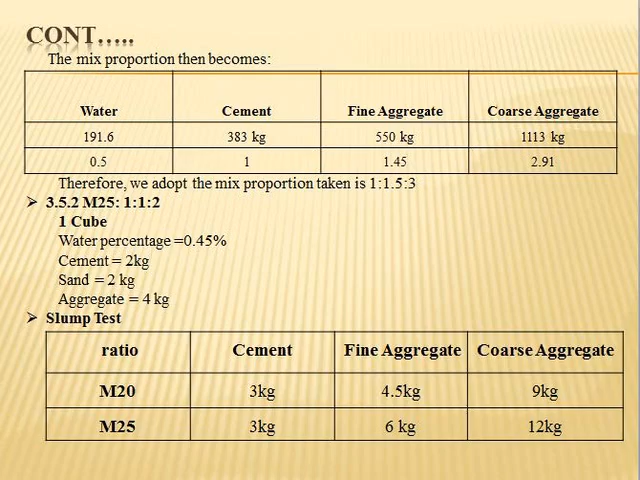 CONT…..
The mix proportion then becomes:
Water Cement Fine Aggregate Coarse Aggregate
191.6 383 kg 550 kg 1113 kg
0.5 1 1.45 2.91
Therefore, we adopt the mix proportion taken is 1:1.5:3
➢ 3.5.2 M25: 1:1:2
1 Cube
Water percentage =0.45%
Cement = 2kg
Sand = 2 kg
Aggregate = 4 kg
➢ Slump Test
ratio Cement Fine Aggregate Coarse Aggregate
M20 3kg 4.5kg 9kg
M25 3kg 6 kg 12kg